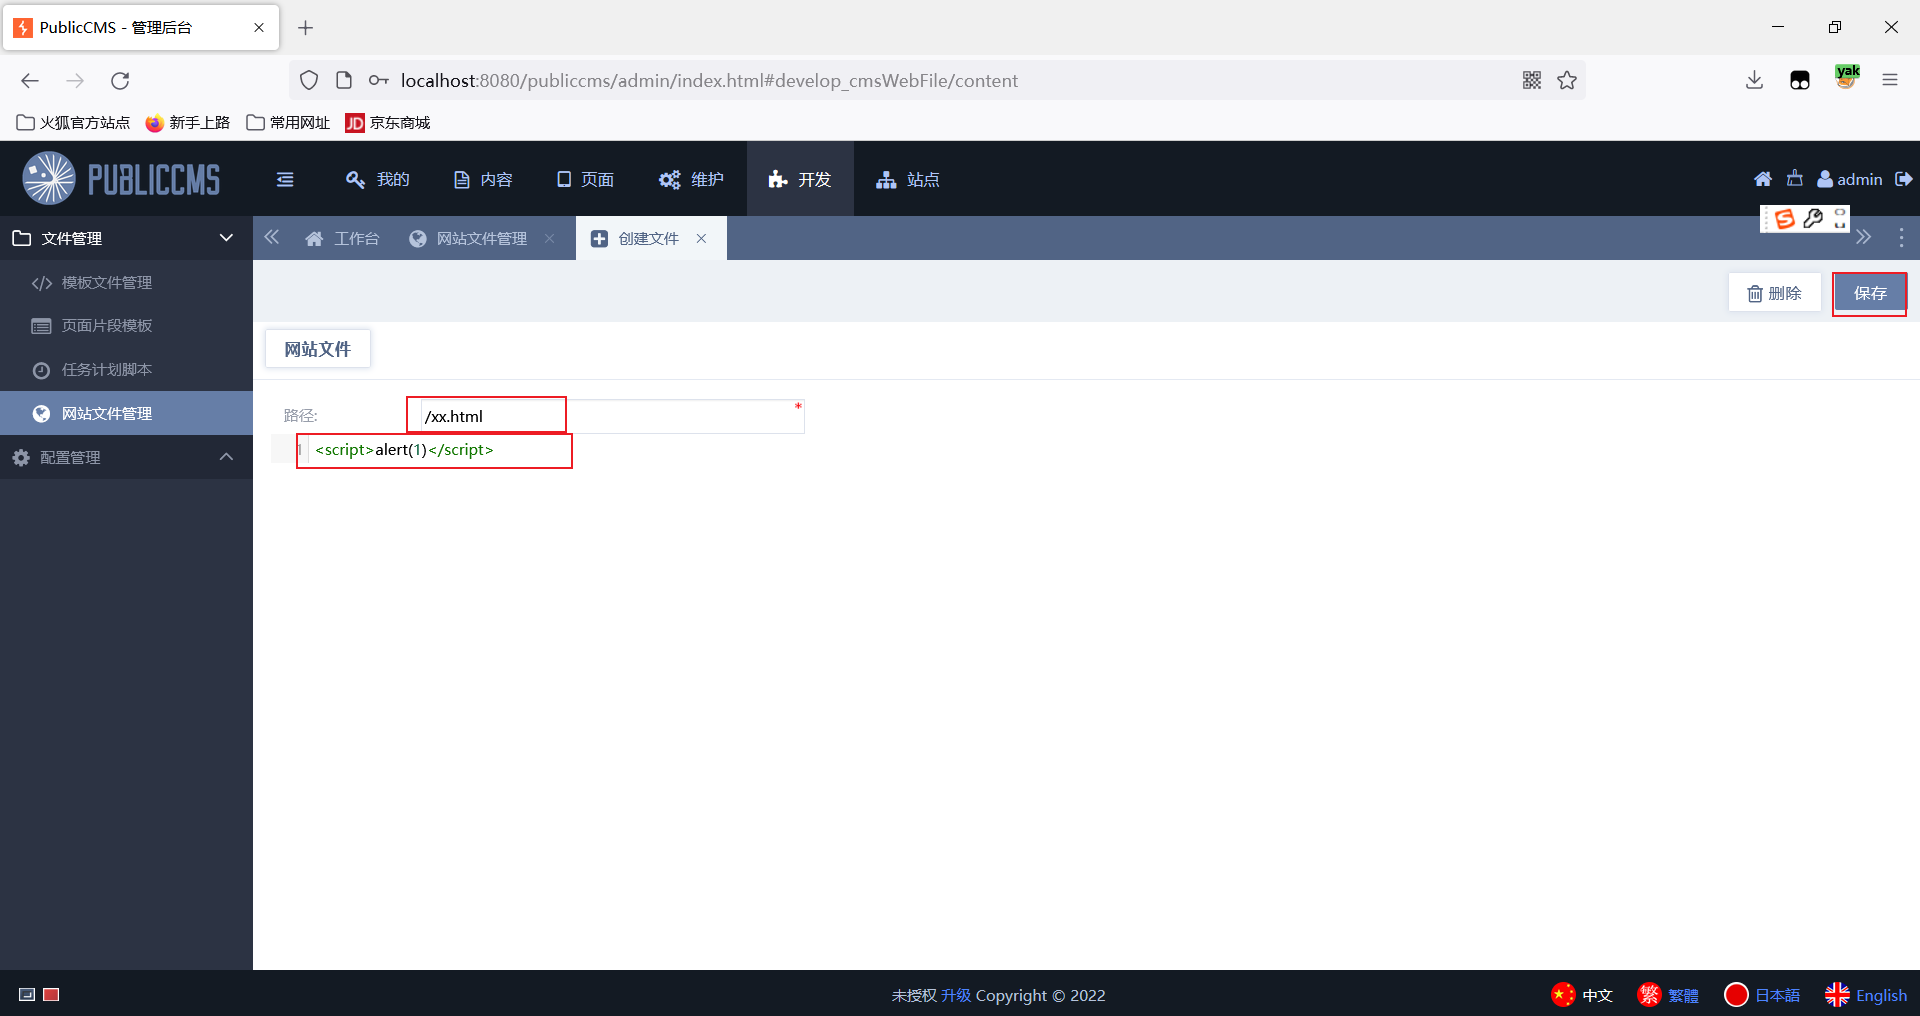 PublicCMS - 管理后台
localhost:8080/publiccms/admin/index.html#develop_cmsWebFile/content
yak
火狐官方站点 新手上路 常用网址 JD 京东商城
PUBLICCMS 我的 内容 页面 维护 开发 站点 admin
文件管理 工作台 网站文件管理 创建文件
模板文件管理
删除 保存
页面片段模板
网站文件
任务计划脚本
网站文件管理
路径: /xx.html *
1 <script>alert(1)</script>
配置管理
未授权 升级 Copyright © 2022 中文 繁 繁體 日本語 English